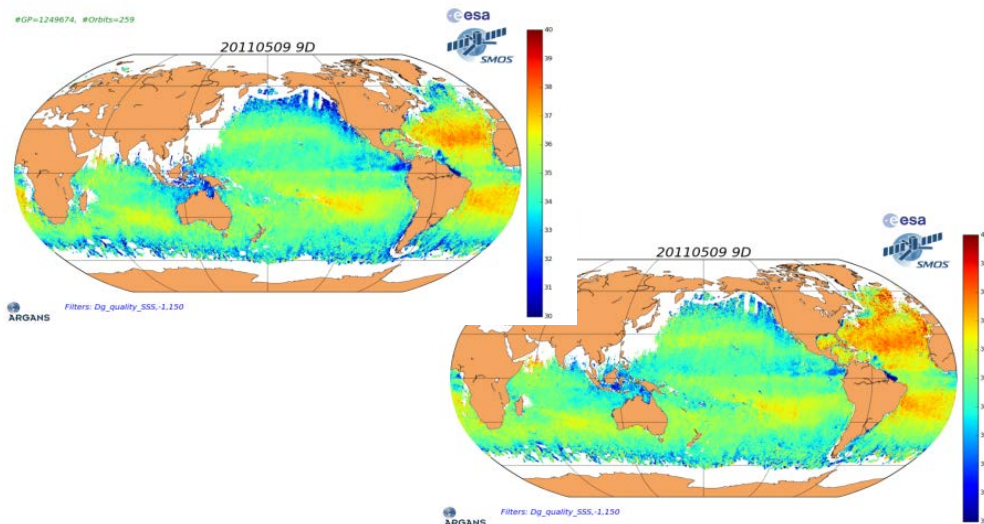 #GP=1249674, #Orbits=259
esa
SMOS
20110509 9D
40
39
38
37
36
35
34
33
32
31
30
ARGANS
Filters: Dg_quality_SSS,-1,150
esa
SMOS
20110509 9D
ARGANS
Filters: Dg_quality_SSS,-1,150